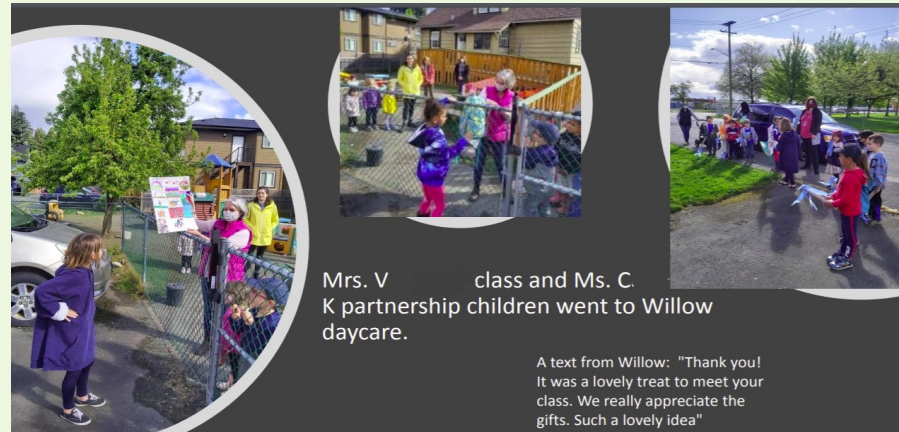 Mrs. V class and Ms. C.
K partnership children went to Willow
daycare.
A text from Willow: "Thank you!
It was a lovely treat to meet your
class. We really appreciate the
gifts. Such a lovely idea"